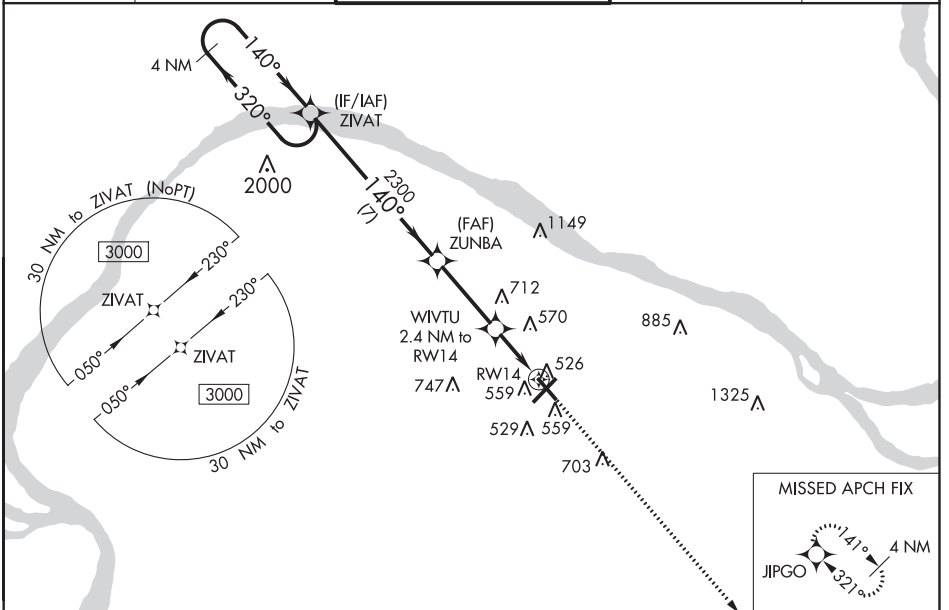 140°
4 NM
320°
(IF/IAF)
ZIVAT
2000
2300
140°
(7)
(FAF)
ZUNBA
1149
30 NM to ZIVAT (NoPT)
3000
230°
ZIVAT
050°
230°
ZIVAT
050°
3000
30 NM to ZIVAT
712
WIVTU
2.4 NM to
RW14
570
885
747
RW14
526
559
529
559
1325
703
MISSED APCH FIX
141°
4 NM
JIPGO
321°